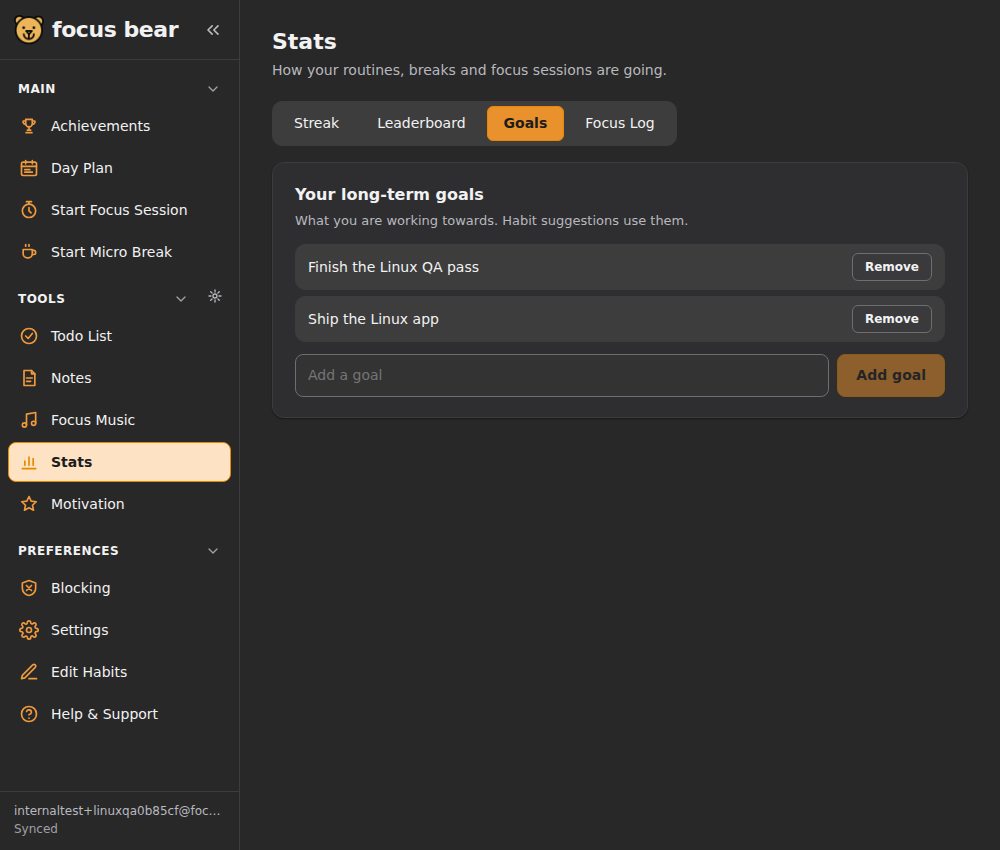 focus bear
MAIN
Achievements
Day Plan
Start Focus Session
Start Micro Break
TOOLS
Todo List
Notes
Focus Music
Stats
Motivation
PREFERENCES
Blocking
Settings
Edit Habits
Help & Support
internaltest+linuxqa0b85cf@foc...
Synced
Stats
How your routines, breaks and focus sessions are going.
Streak Leaderboard Goals Focus Log
Your long-term goals
What you are working towards. Habit suggestions use them.
Finish the Linux QA pass Remove
Ship the Linux app Remove
Add a goal Add goal